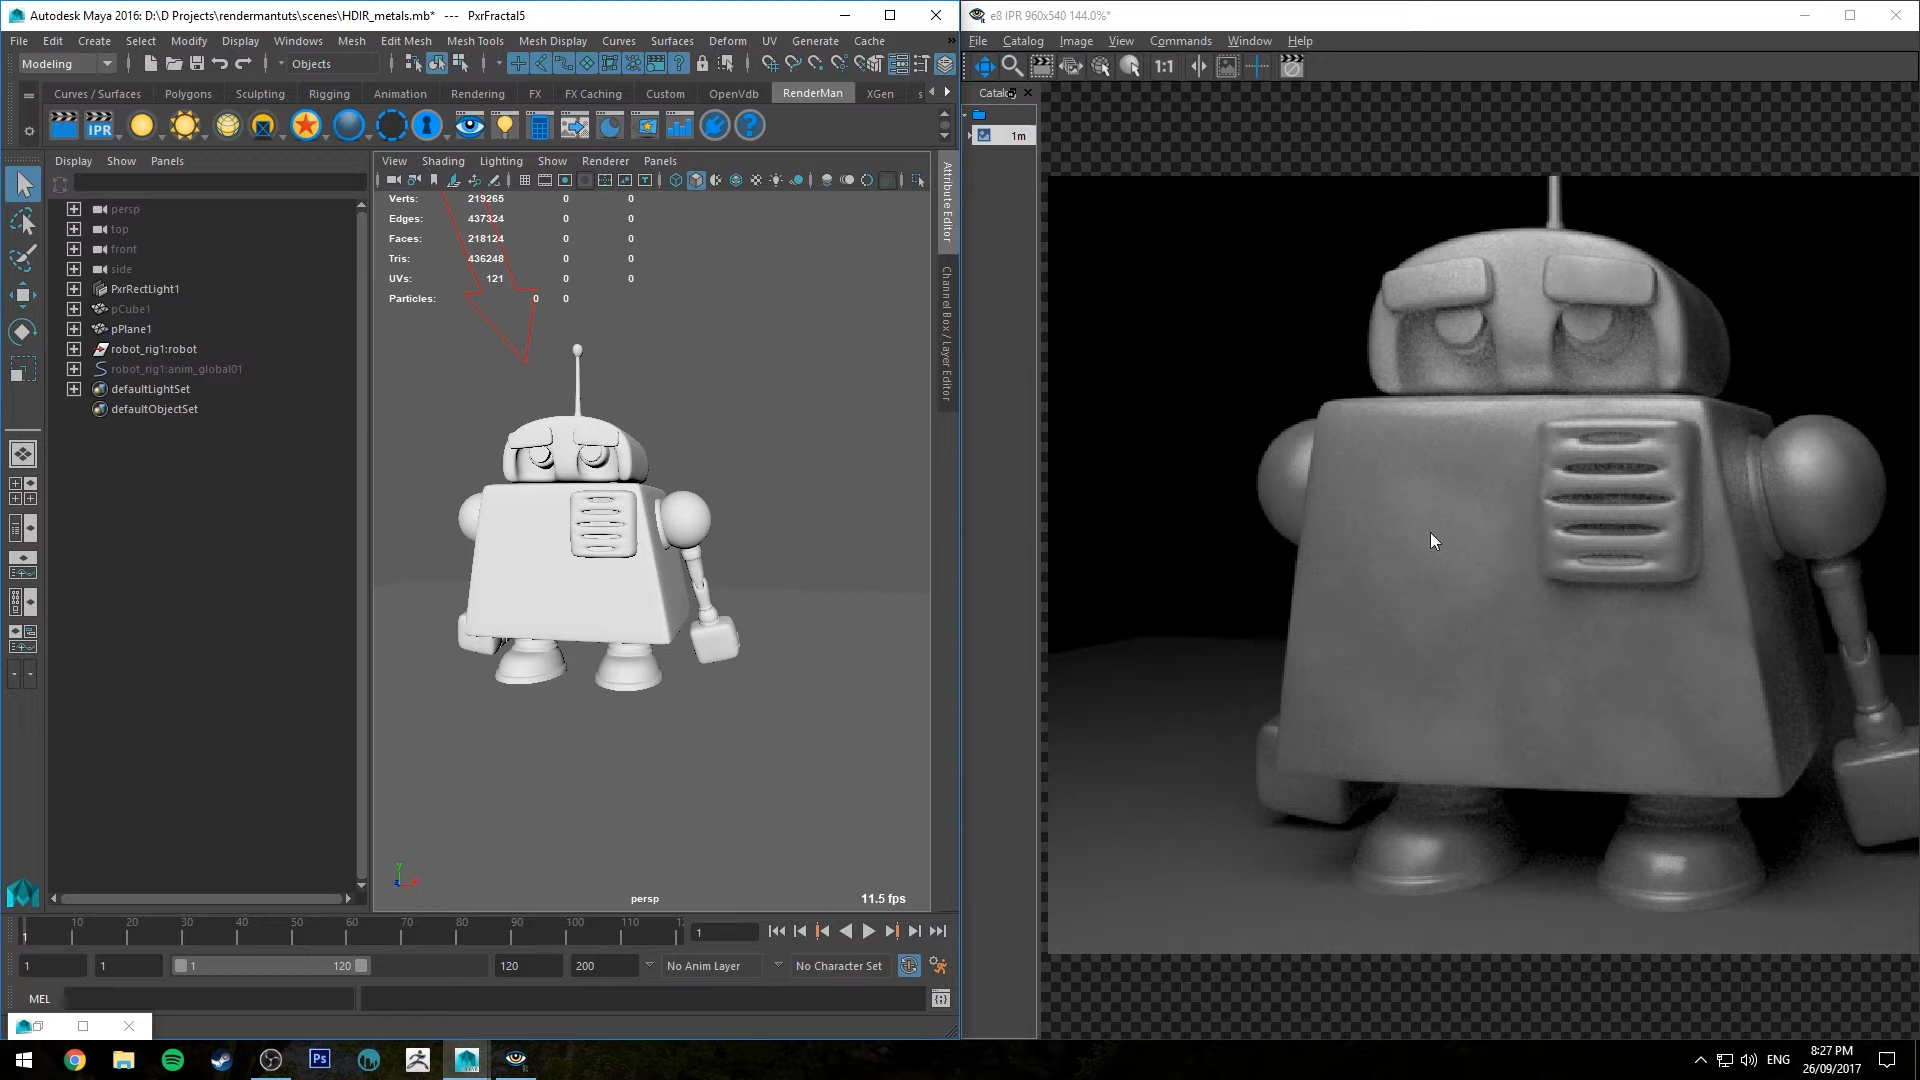 Autodesk Maya 2016: D:\D Projects\rendermantuts\scenes\HDIR_metals.mb* --- PxrFractal5
e8 IPR 960x540 144.0%*
File Edit Create Select Modify Display Windows Mesh Edit Mesh Mesh Tools Mesh Display Curves Surfaces Deform UV Generate Cache
File Catalog Image View Commands Window Help
Modeling Objects 1:1
Curves / Surfaces Polygons Sculpting Rigging Animation Rendering FX FX Caching Custom OpenVdb RenderMan XGen s
Catalog
IPR
1m
Display Show Panels
View Shading Lighting Show Renderer Panels
Verts: 219265 0 0
Edges: 437324 0 0
Faces: 218124 0 0
Tris: 436248 0 0
UVs: 121 0 0
Particles: 0 0
persp
top
front
side
PxrRectLight1
pCube1
pPlane1
robot_rig1:robot
robot_rig1:anim_global01
defaultLightSet
defaultObjectSet
Attribute Editor
Channel Box / Layer Editor
y
persp
11.5 fps
1 10 20 30 40 50 60 70 80 90 100 110 12
1
1 1 1 120 120 200 No Anim Layer No Character Set
MEL
Ps
ENG
8:27 PM
26/09/2017